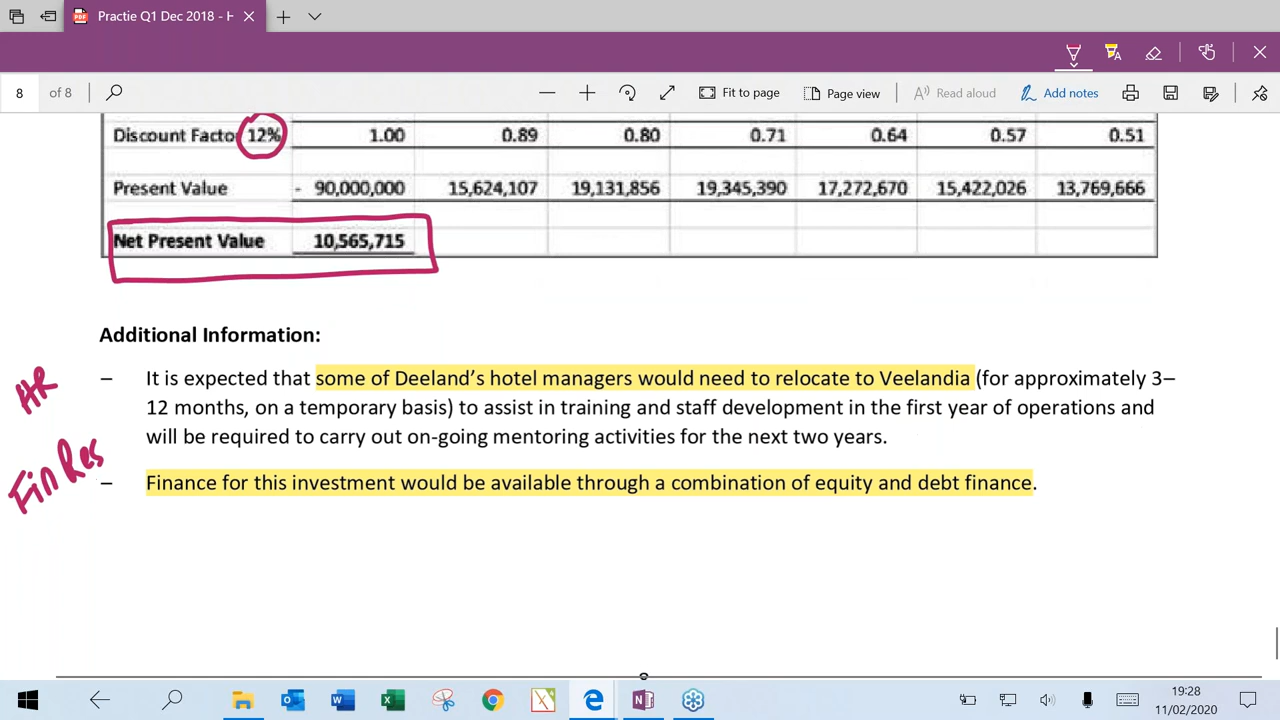 Practie Q1 Dec 2018 - H
8 of 8
Fit to page
Page view
Read aloud
Add notes
Discount Facto 12% 1.00 0.89 0.80 0.71 0.64 0.57 0.51
Present Value - 90,000,000 15,624,107 19,131,856 19,345,390 17,272,670 15,422,026 13,769,666
Net Present Value 10,565,715
Additional Information:
HR
– It is expected that some of Deeland's hotel managers would need to relocate to Veelandia (for approximately 3–
12 months, on a temporary basis) to assist in training and staff development in the first year of operations and
will be required to carry out on-going mentoring activities for the next two years.
Fin Res
– Finance for this investment would be available through a combination of equity and debt finance.
19:28
11/02/2020